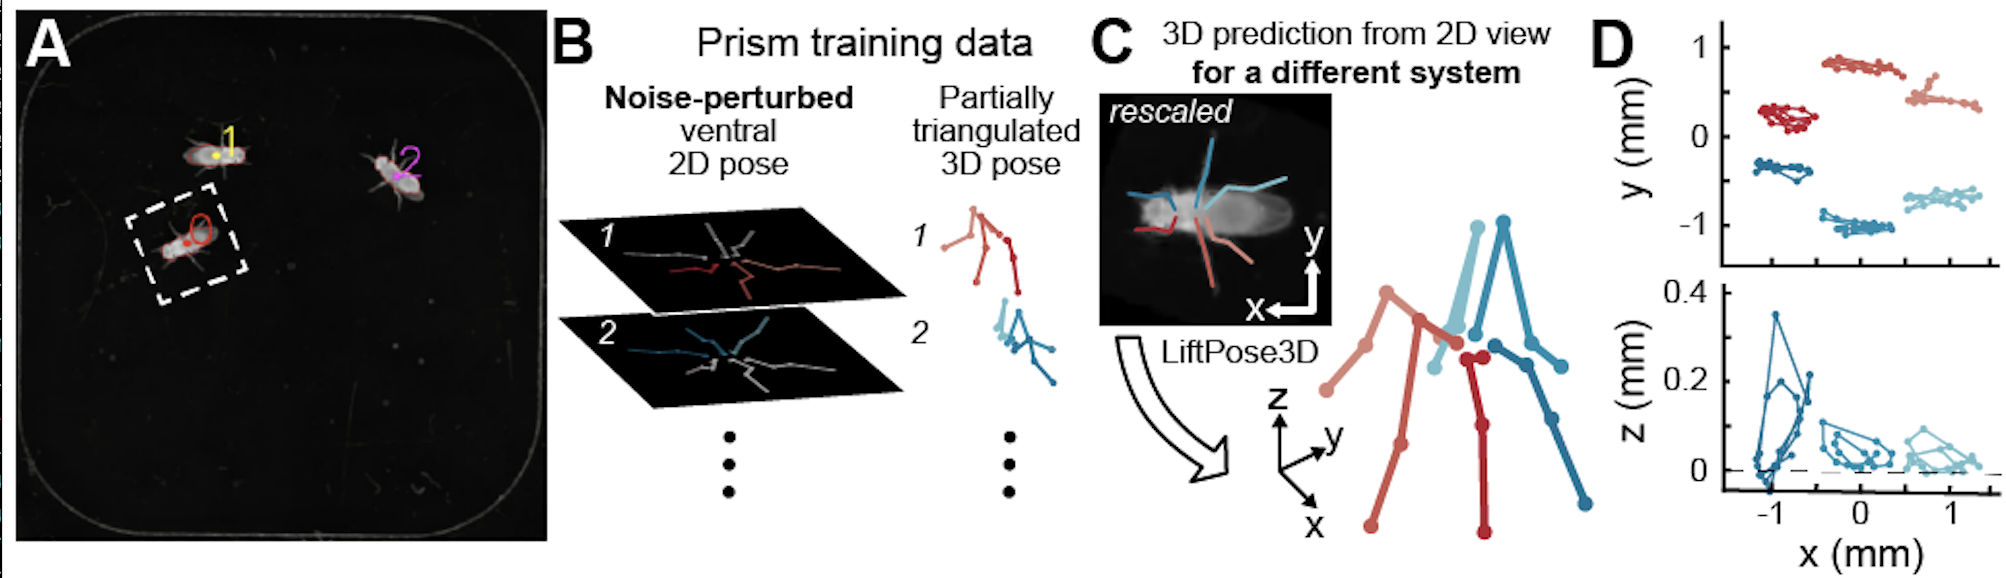 A
1
2
0
B
Prism training data
Noise-perturbed
ventral
2D pose
Partially
triangulated
3D pose
1
2
1
2
C
3D prediction from 2D view
for a different system
rescaled
y
x
LiftPose3D
z
y
x
D
y (mm)
1
0
-1
z (mm)
0.4
0.2
0
-1 0 1
x (mm)